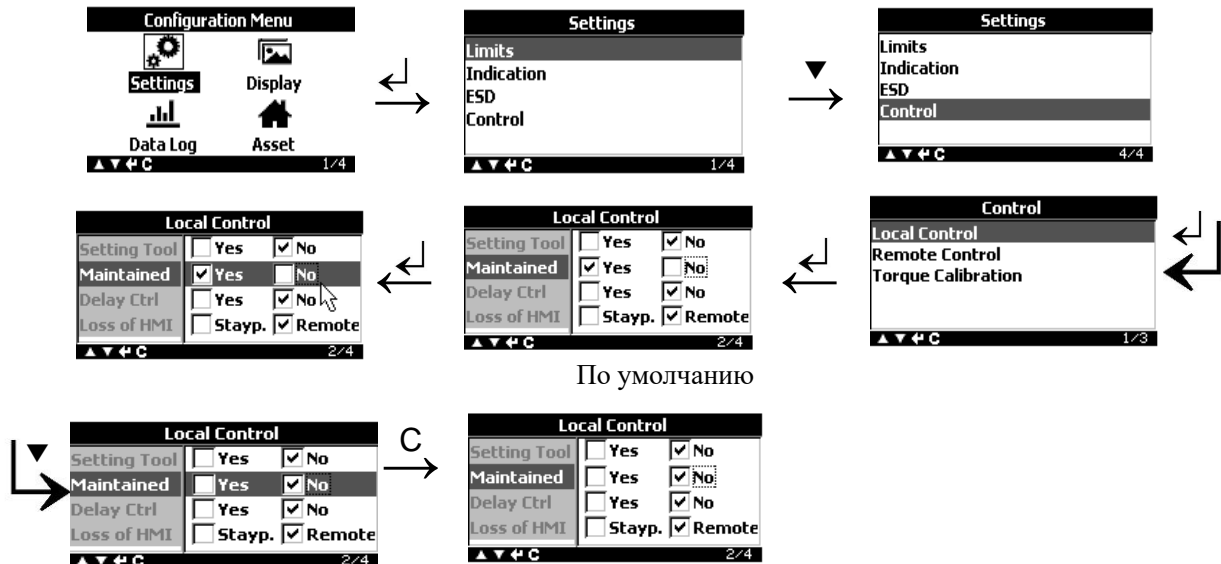 Configuration Menu
Settings Display
Data Log Asset
▲ ▼ ↵ C 1/4
↵
Settings
Limits
Indication
ESD
Control
▲ ▼ ↵ C 1/4
▼
Settings
Limits
Indication
ESD
Control
▲ ▼ ↵ C 4/4
Local Control
Setting Tool Yes No
Maintained Yes No
Delay Ctrl Yes No
Loss of HMI Stayp. Remote
▲ ▼ ↵ C 2/4
↵
Local Control
Setting Tool Yes No
Maintained Yes No
Delay Ctrl Yes No
Loss of HMI Stayp. Remote
▲ ▼ ↵ C 2/4
↵
Control
Local Control
Remote Control
Torque Calibration
▲ ▼ ↵ C 1/3
↵
По умолчанию
▼
Local Control
Setting Tool Yes No
Maintained Yes No
Delay Ctrl Yes No
Loss of HMI Stayp. Remote
▲ ▼ ↵ C 2/4
C
Local Control
Setting Tool Yes No
Maintained Yes No
Delay Ctrl Yes No
Loss of HMI Stayp. Remote
▲ ▼ ↵ C 2/4